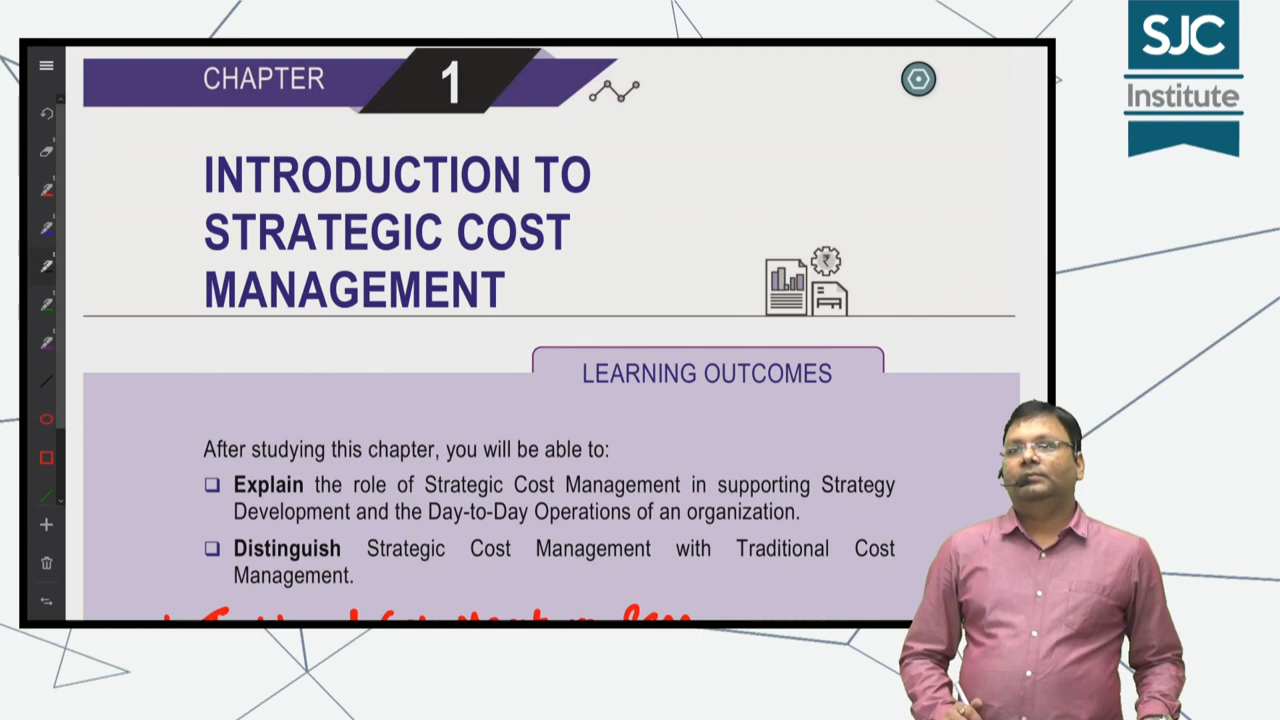 SJC
Institute
CHAPTER 1
INTRODUCTION TO
STRATEGIC COST
MANAGEMENT
₹
LEARNING OUTCOMES
After studying this chapter, you will be able to:
Explain the role of Strategic Cost Management in supporting Strategy
Development and the Day-to-Day Operations of an organization.
Distinguish Strategic Cost Management with Traditional Cost
Management.